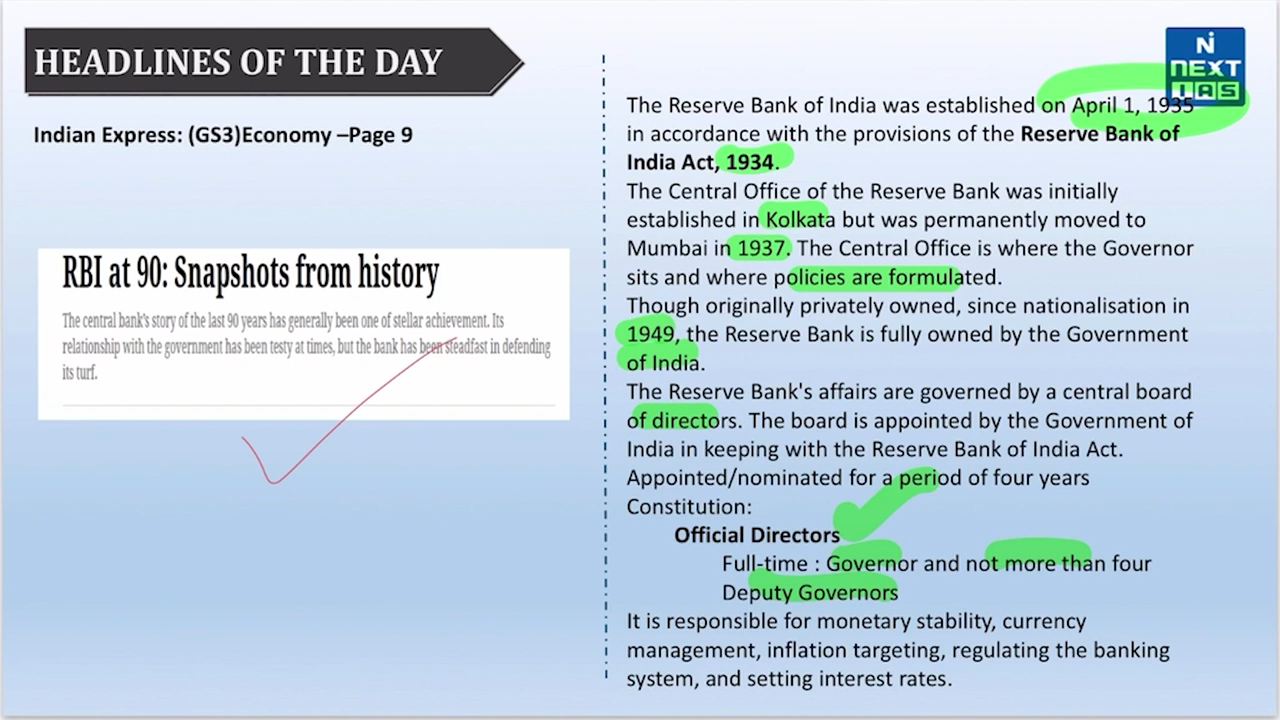 HEADLINES OF THE DAY
Indian Express: (GS3)Economy –Page 9
RBI at 90: Snapshots from history
The central bank's story of the last 90 years has generally been one of stellar achievement. Its
relationship with the government has been testy at times, but the bank has been steadfast in defending
its turf.
NEXT
IAS
The Reserve Bank of India was established on April 1, 1935
in accordance with the provisions of the Reserve Bank of
India Act, 1934.
The Central Office of the Reserve Bank was initially
established in Kolkata but was permanently moved to
Mumbai in 1937. The Central Office is where the Governor
sits and where policies are formulated.
Though originally privately owned, since nationalisation in
1949, the Reserve Bank is fully owned by the Government
of India.
The Reserve Bank's affairs are governed by a central board
of directors. The board is appointed by the Government of
India in keeping with the Reserve Bank of India Act.
Appointed/nominated for a period of four years
Constitution:
Official Directors
Full-time : Governor and not more than four
Deputy Governors
It is responsible for monetary stability, currency
management, inflation targeting, regulating the banking
system, and setting interest rates.